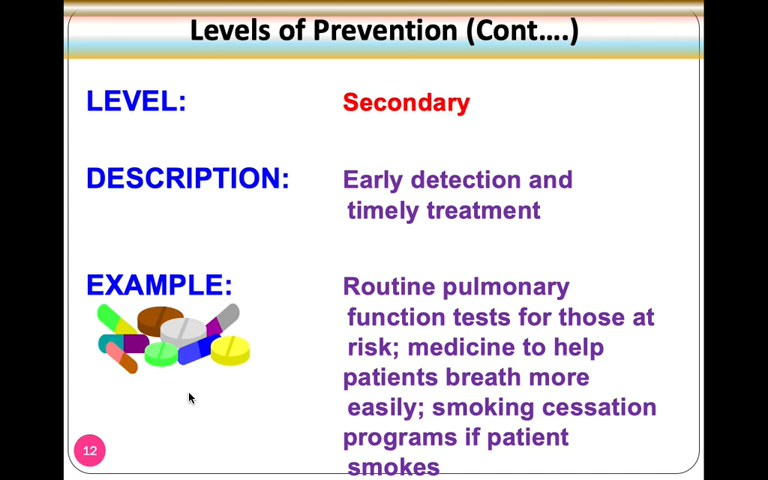 Levels of Prevention (Cont….)
LEVEL:
Secondary
DESCRIPTION:
Early detection and
timely treatment
EXAMPLE:
Routine pulmonary
function tests for those at
risk; medicine to help
patients breath more
easily; smoking cessation
programs if patient
smokes
12